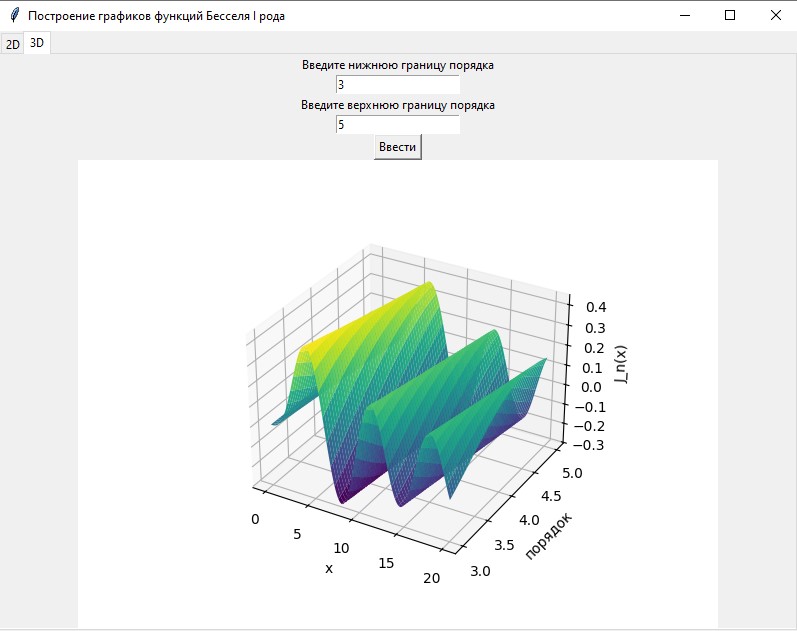 Построение графиков функций Бесселя I рода
2D 3D
Введите нижнюю границу порядка
3
Введите верхнюю границу порядка
5
Ввести
0.4
0.3
0.2
0.1
0.0
−0.1
−0.2
−0.3
J_n(x)
0
5
10
15
20
x
3.0
3.5
4.0
4.5
5.0
порядок